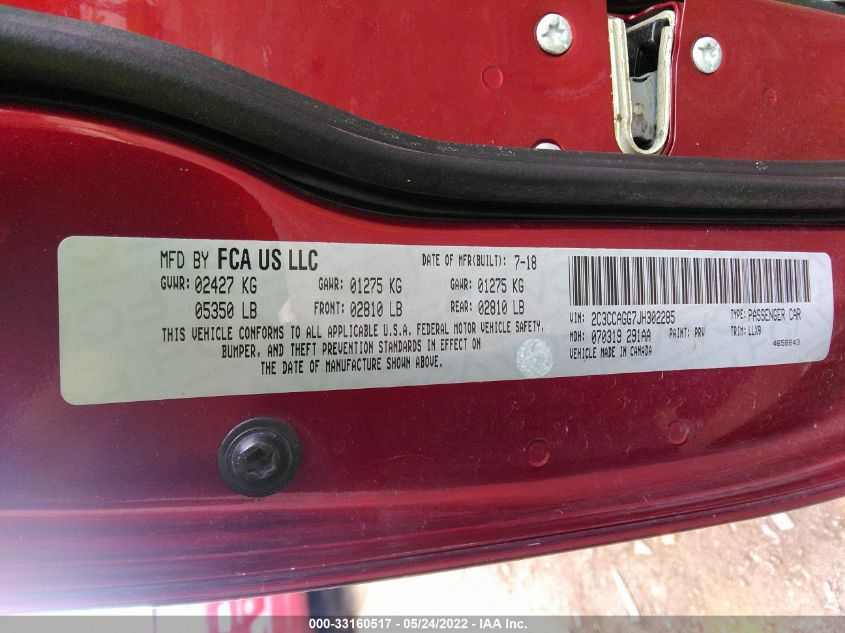 MFD BY FCA US LLC DATE OF MFR(BUILT): 7-18
GVWR: 02427 KG GAWR: 01275 KG GAWR: 01275 KG
05350 LB FRONT: 02810 LB REAR: 02810 LB
THIS VEHICLE CONFORMS TO ALL APPLICABLE U.S.A. FEDERAL MOTOR VEHICLE SAFETY,
BUMPER, AND THEFT PREVENTION STANDARDS IN EFFECT ON
THE DATE OF MANUFACTURE SHOWN ABOVE.
VIN: 2C3CCAGG7JH302285 TYPE: PASSENGER CAR
MDH: 070319 291AA PAINT: PRV TRIM: LLX9
VEHICLE MADE IN CANADA 4658843
000-33160517 - 05/24/2022 - IAA Inc.